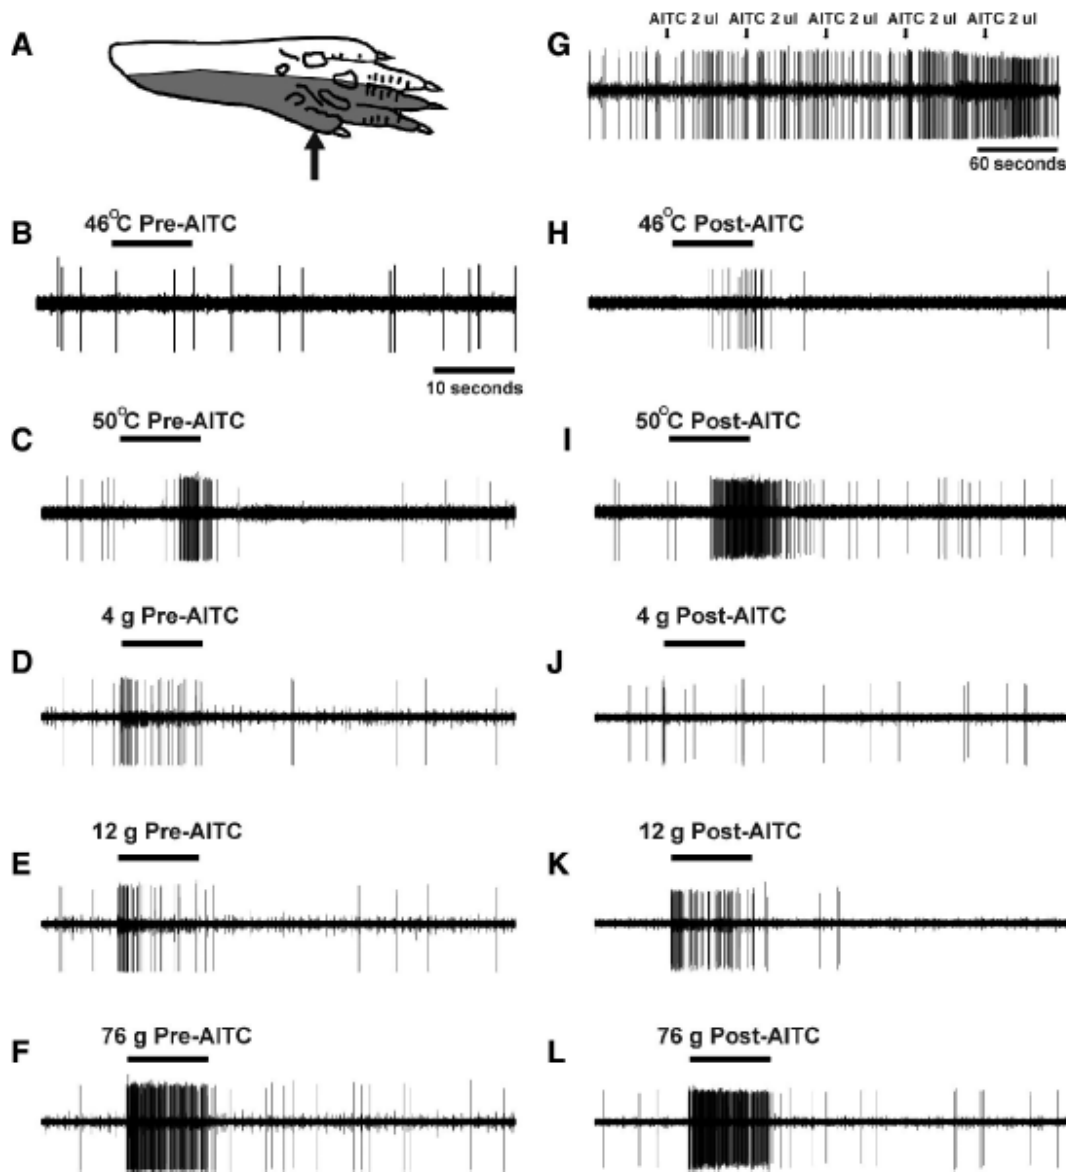 A
B
46°C Pre-AITC
10 seconds
C
50°C Pre-AITC
D
4 g Pre-AITC
E
12 g Pre-AITC
F
76 g Pre-AITC
G
AITC 2 ul AITC 2 ul AITC 2 ul AITC 2 ul AITC 2 ul
60 seconds
H
46°C Post-AITC
I
50°C Post-AITC
J
4 g Post-AITC
K
12 g Post-AITC
L
76 g Post-AITC